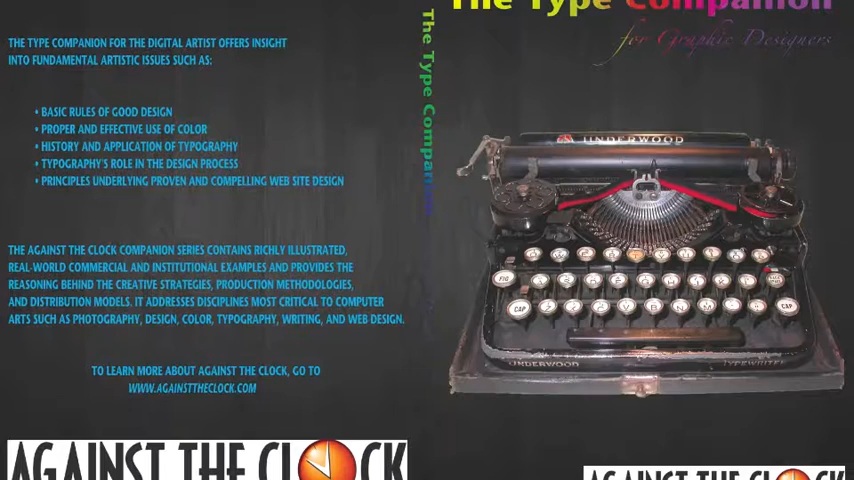 THE TYPE COMPANION FOR THE DIGITAL ARTIST OFFERS INSIGHT
INTO FUNDAMENTAL ARTISTIC ISSUES SUCH AS:
• BASIC RULES OF GOOD DESIGN
• PROPER AND EFFECTIVE USE OF COLOR
• HISTORY AND APPLICATION OF TYPOGRAPHY
• TYPOGRAPHY'S ROLE IN THE DESIGN PROCESS
• PRINCIPLES UNDERLYING PROVEN AND COMPELLING WEB SITE DESIGN
THE AGAINST THE CLOCK COMPANION SERIES CONTAINS RICHLY ILLUSTRATED,
REAL-WORLD COMMERCIAL AND INSTITUTIONAL EXAMPLES AND PROVIDES THE
REASONING BEHIND THE CREATIVE STRATEGIES, PRODUCTION METHODOLOGIES,
AND DISTRIBUTION MODELS. IT ADDRESSES DISCIPLINES MOST CRITICAL TO COMPUTER
ARTS SUCH AS PHOTOGRAPHY, DESIGN, COLOR, TYPOGRAPHY, WRITING, AND WEB DESIGN.
TO LEARN MORE ABOUT AGAINST THE CLOCK, GO TO
WWW.AGAINSTTHECLOCK.COM
AGAINST THE CLOCK
The Type Companion
The Type Companion
for Graphic Designers
UNDERWOOD
UNDERWOOD TYPEWRITER
AGAINST THE CLOCK